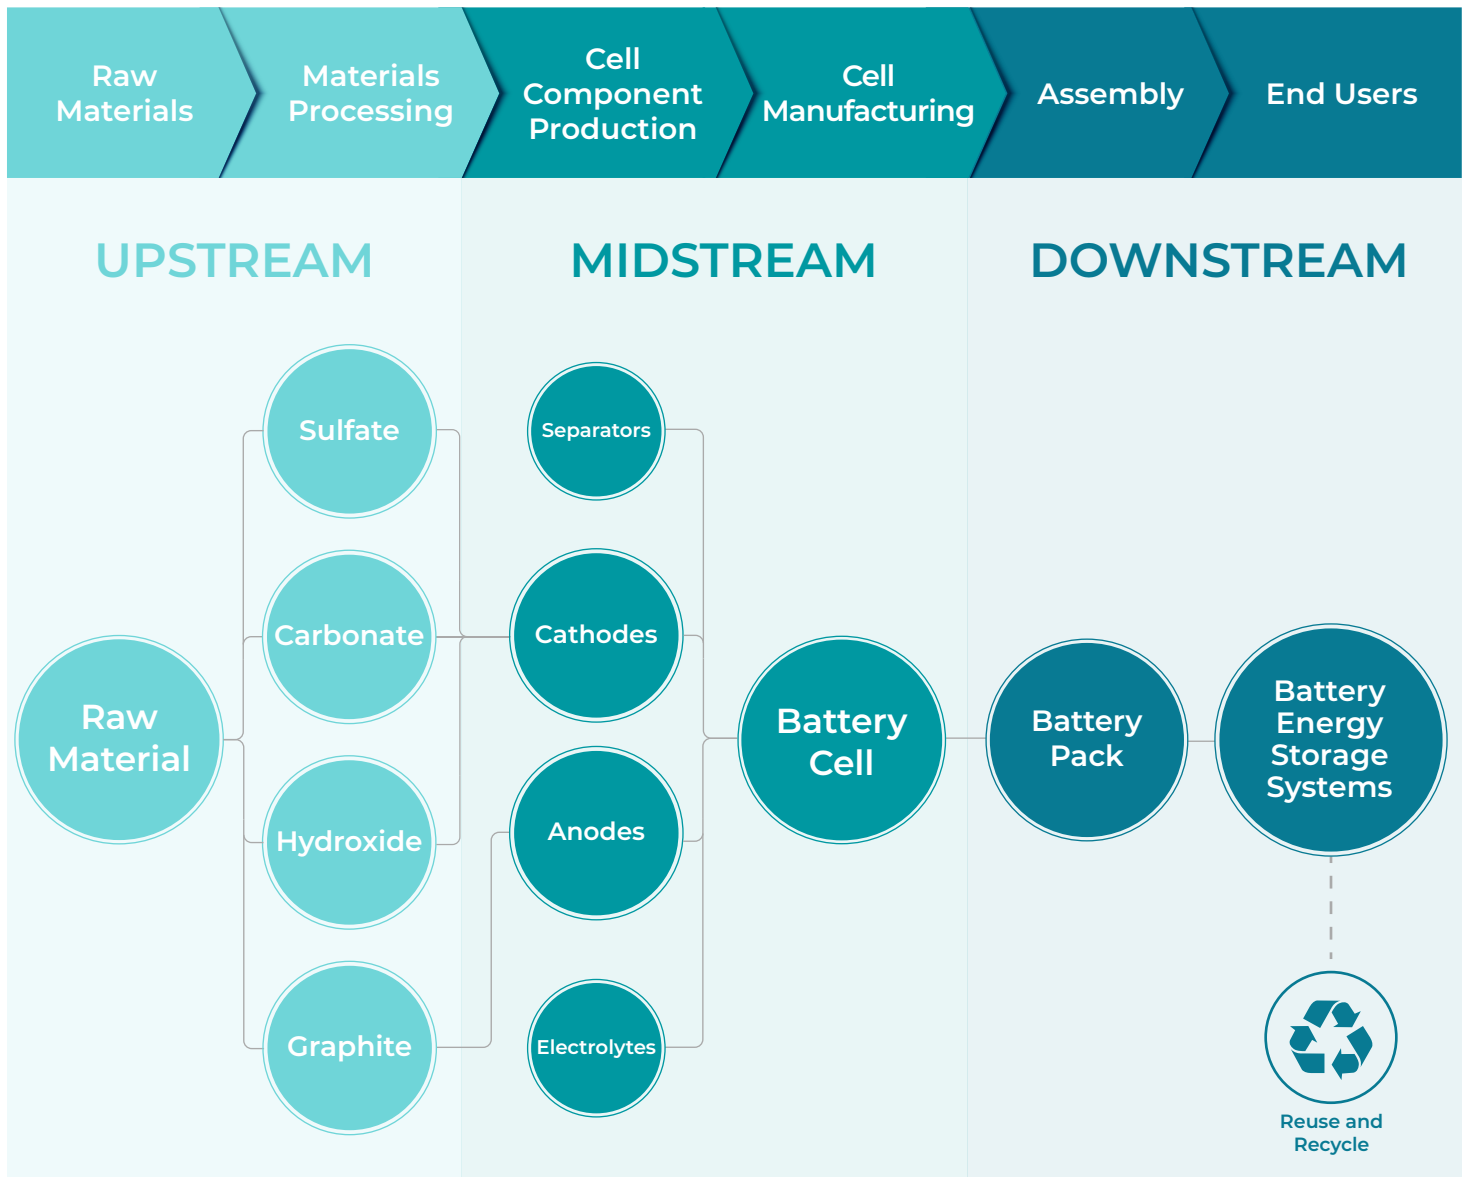 Raw
Materials
Materials
Processing
Cell
Component
Production
Cell
Manufacturing
Assembly
End Users
UPSTREAM
MIDSTREAM
DOWNSTREAM
Raw
Material
Sulfate
Carbonate
Hydroxide
Graphite
Separators
Cathodes
Anodes
Electrolytes
Battery
Cell
Battery
Pack
Battery
Energy
Storage
Systems
Reuse and
Recycle